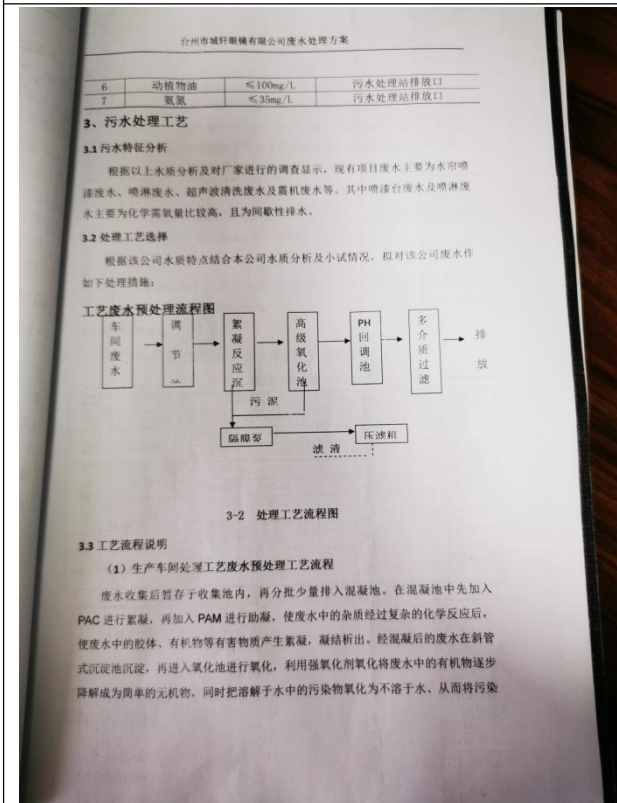 台州市城轩眼镜有限公司废水处理方案
6 动植物油 ≤100mg/L 污水处理站排放口
7 氨氮 ≤35mg/L 污水处理站排放口
3、污水处理工艺
3.1 污水特征分析
根据以上水质分析及对厂家进行的调查显示，现有项目废水主要为水帘喷
漆废水、喷淋废水、超声波清洗废水及震机废水等。其中喷漆台废水及喷淋废
水主要为化学需氧量比较高，且为间歇性排水。
3.2 处理工艺选择
根据该公司水质特点结合本公司水质分析及小试情况，拟对该公司废水作
如下处理措施：
工艺废水预处理流程图
车间废水
调节
絮凝反应沉
高级氧化池
PH回调池
多介质过滤
排放
污泥
隔膜泵
压滤机
滤液
3-2 处理工艺流程图
3.3 工艺流程说明
（1）生产车间处理工艺废水预处理工艺流程
废水收集后暂存于收集池内，再分批少量排入混凝池。在混凝池中先加入
PAC 进行絮凝，再加入 PAM 进行助凝，使废水中的杂质经过复杂的化学反应后，
使废水中的胶体、有机物等有害物质产生絮凝，凝结析出。经混凝后的废水在斜管
式沉淀池沉淀，再进入氧化池进行氧化，利用强氧化剂氧化将废水中的有机物逐步
降解成为简单的无机物，同时把溶解于水中的污染物氧化为不溶于水、从而将污染